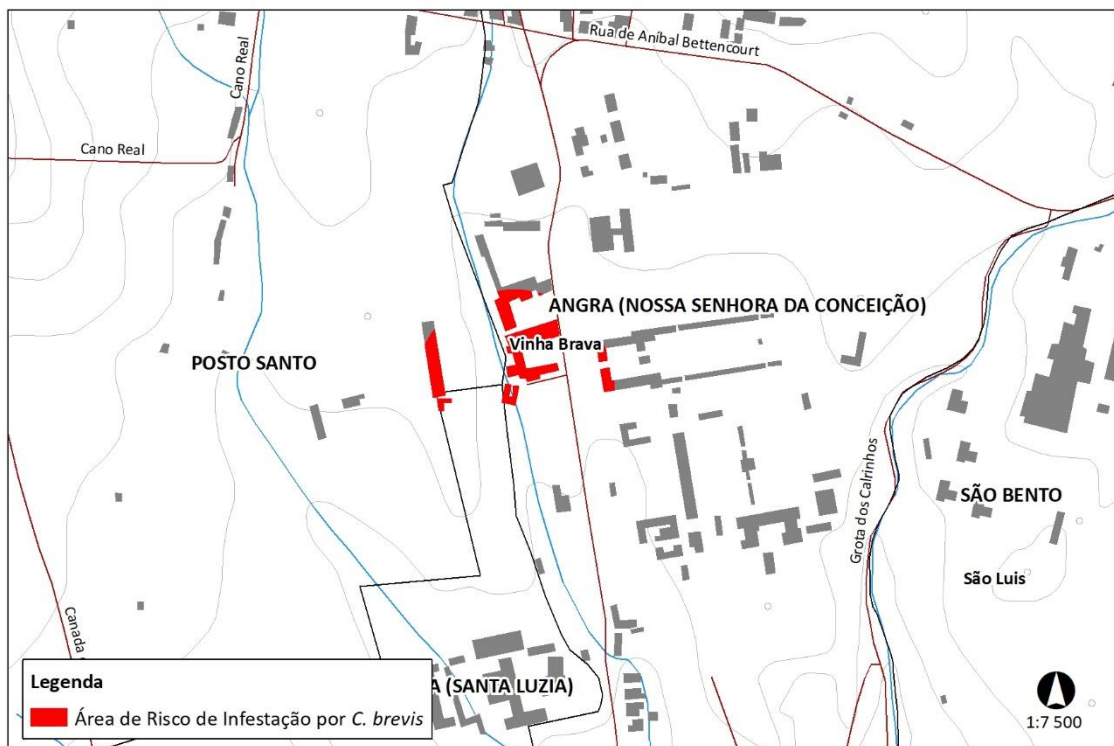 Rua de Aníbal Bettencourt
Cano Real
Cano Real
ANGRA (NOSSA SENHORA DA CONCEIÇÃO)
Vinha Brava
POSTO SANTO
Grota dos Calrinhos
SÃO BENTO
São Luis
Canada
A (SANTA LUZIA)
Legenda
Área de Risco de Infestação por C. brevis
1:7 500